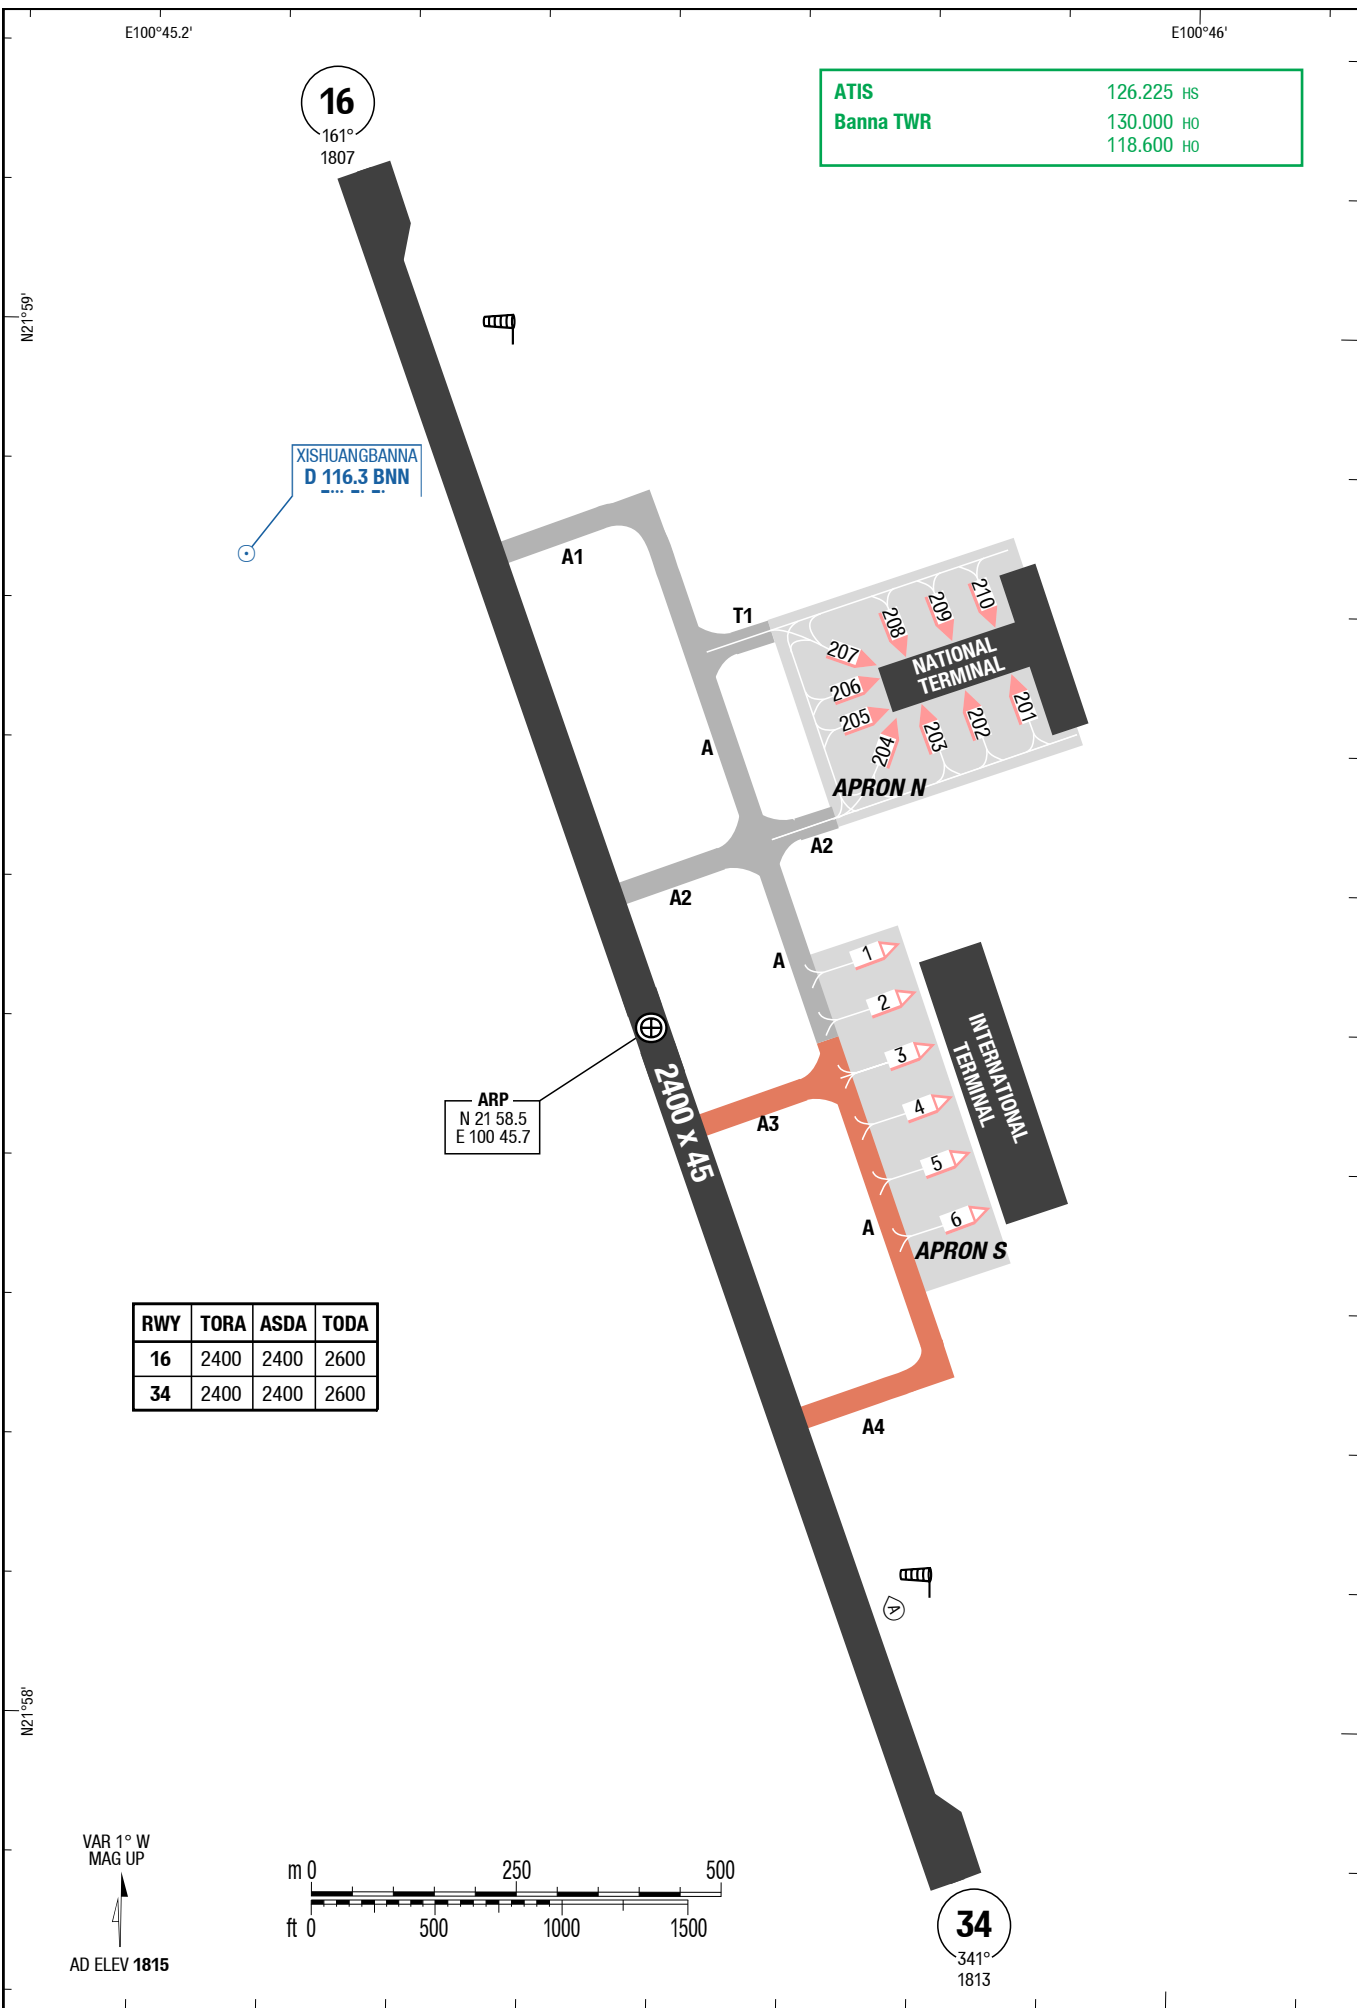 E100°45.2'
E100°46'
16
161°
1807
ATIS 126.225 HS
Banna TWR 130.000 HO
118.600 HO
N21°59'
XISHUANGBANNA
D 116.3 BNN
A1
T1
210
209
208
207
206
205
204
203
202
201
NATIONAL
TERMINAL
A
APRON N
A2
A2
A
1
2
3
4
5
6
INTERNATIONAL
TERMINAL
ARP
N 21 58.5
E 100 45.7
2400 x 45
A3
A
APRON S
RWY TORA ASDA TODA
16 2400 2400 2600
34 2400 2400 2600
A4
A
N21°58'
VAR 1° W
MAG UP
AD ELEV 1815
m 0 250 500
ft 0 500 1000 1500
34
341°
1813